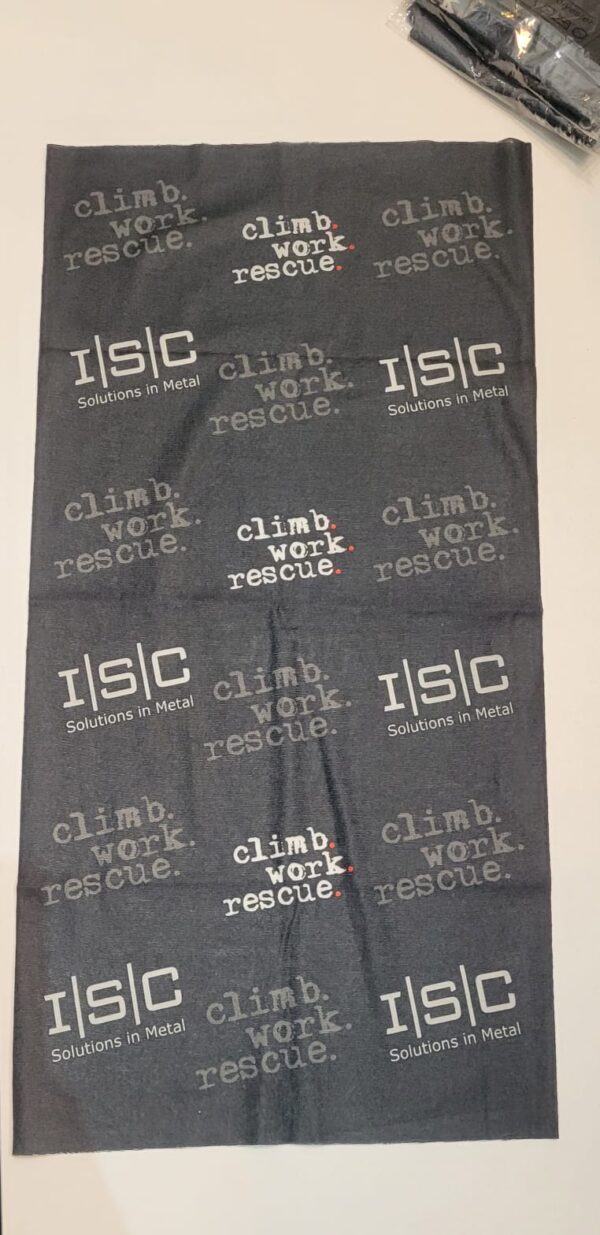 climb.
work.
rescue.
climb.
work.
rescue.
climb.
work.
rescue.
I|S|C
Solutions in Metal
climb.
work.
rescue.
I|S|C
Solutions in Metal
climb.
work.
rescue.
climb.
work.
rescue.
climb.
work.
rescue.
I|S|C
Solutions in Metal
climb.
work.
rescue.
I|S|C
Solutions in Metal
climb.
work.
rescue.
climb.
work.
rescue.
climb.
work.
rescue.
I|S|C
Solutions in Metal
climb.
work.
rescue.
I|S|C
Solutions in Metal